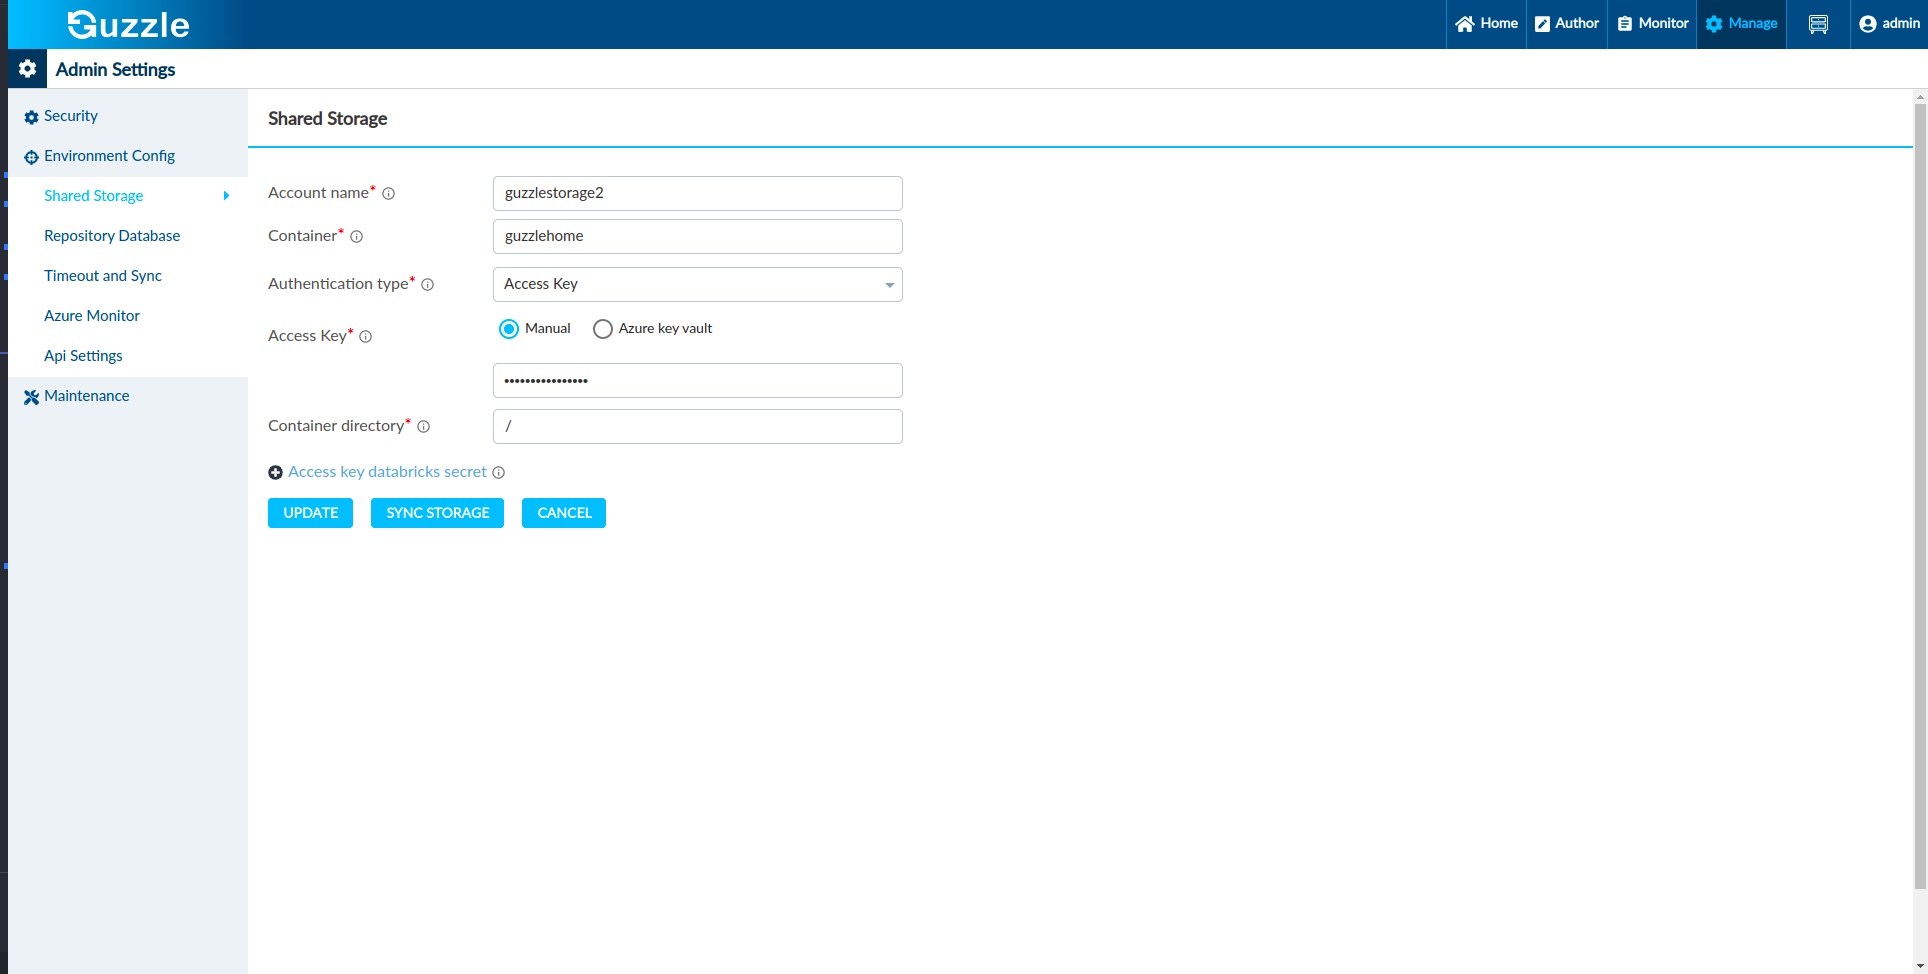 Guzzle
Home Author Monitor Manage admin
Admin Settings
Security
Environment Config
Shared Storage
Repository Database
Timeout and Sync
Azure Monitor
Api Settings
Maintenance
Shared Storage
Account name* guzzlestorage2
Container* guzzlehome
Authentication type* Access Key
Access Key* Manual Azure key vault
••••••••••••••••
Container directory* /
Access key databricks secret
UPDATE SYNC STORAGE CANCEL